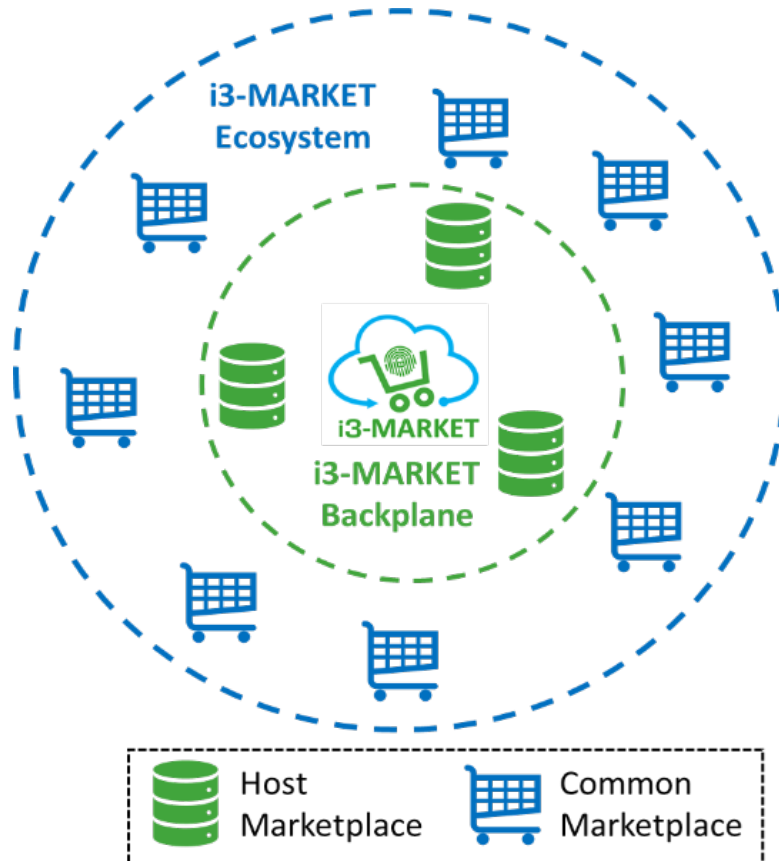 i3-MARKET
Ecosystem
i3-MARKET
i3-MARKET
Backplane
Host
Marketplace
Common
Marketplace